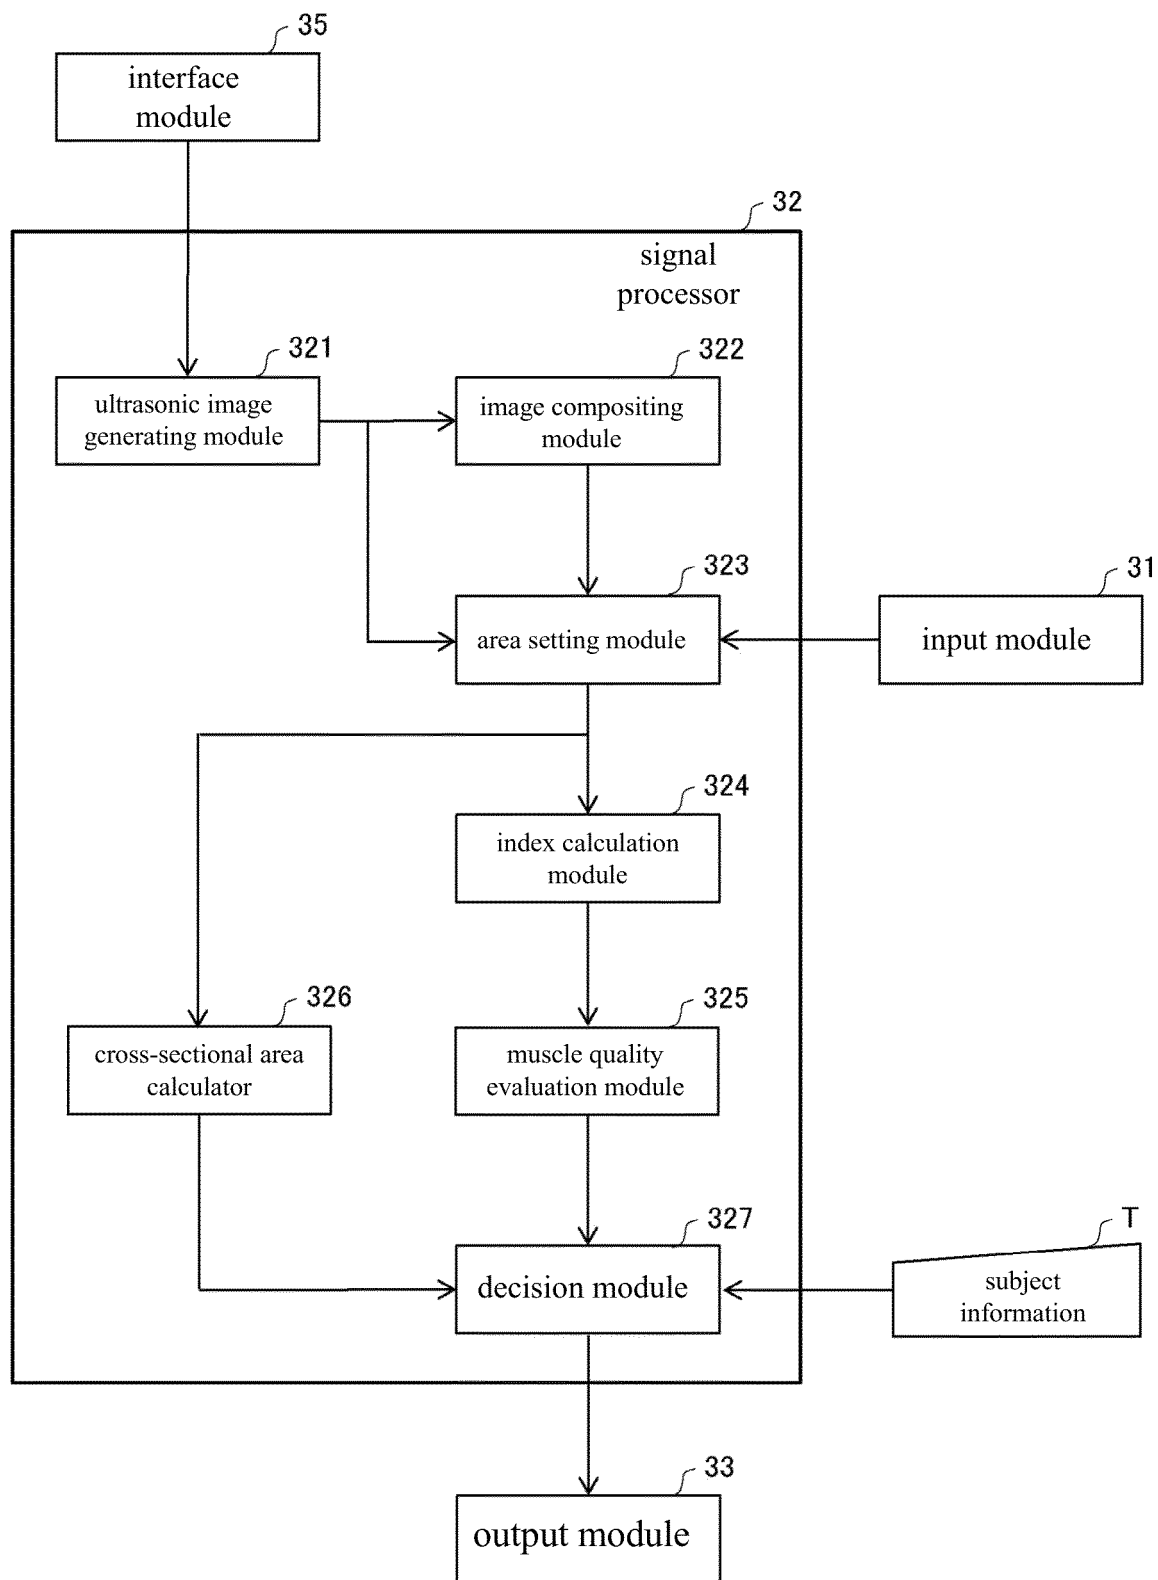 35
interface
module
32
signal
processor
321
ultrasonic image
generating module
322
image compositing
module
323
area setting module
31
input module
324
index calculation
module
326
cross-sectional area
calculator
325
muscle quality
evaluation module
327
decision module
T
subject
information
33
output module